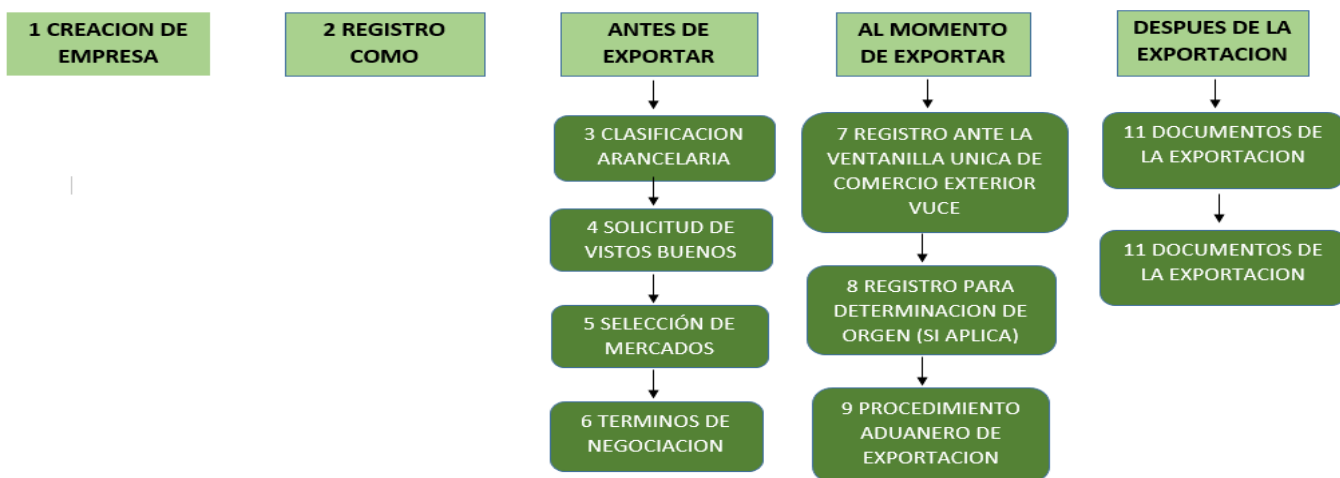 1 CREACION DE
EMPRESA
2 REGISTRO
COMO
ANTES DE
EXPORTAR
3 CLASIFICACION
ARANCELARIA
4 SOLICITUD DE
VISTOS BUENOS
5 SELECCIÓN DE
MERCADOS
6 TERMINOS DE
NEGOCIACION
AL MOMENTO
DE EXPORTAR
7 REGISTRO ANTE LA
VENTANILLA UNICA DE
COMERCIO EXTERIOR
VUCE
8 REGISTRO PARA
DETERMINACION DE
ORGEN (SI APLICA)
9 PROCEDIMIENTO
ADUANERO DE
EXPORTACION
DESPUES DE LA
EXPORTACION
11 DOCUMENTOS DE
LA EXPORTACION
11 DOCUMENTOS DE
LA EXPORTACION